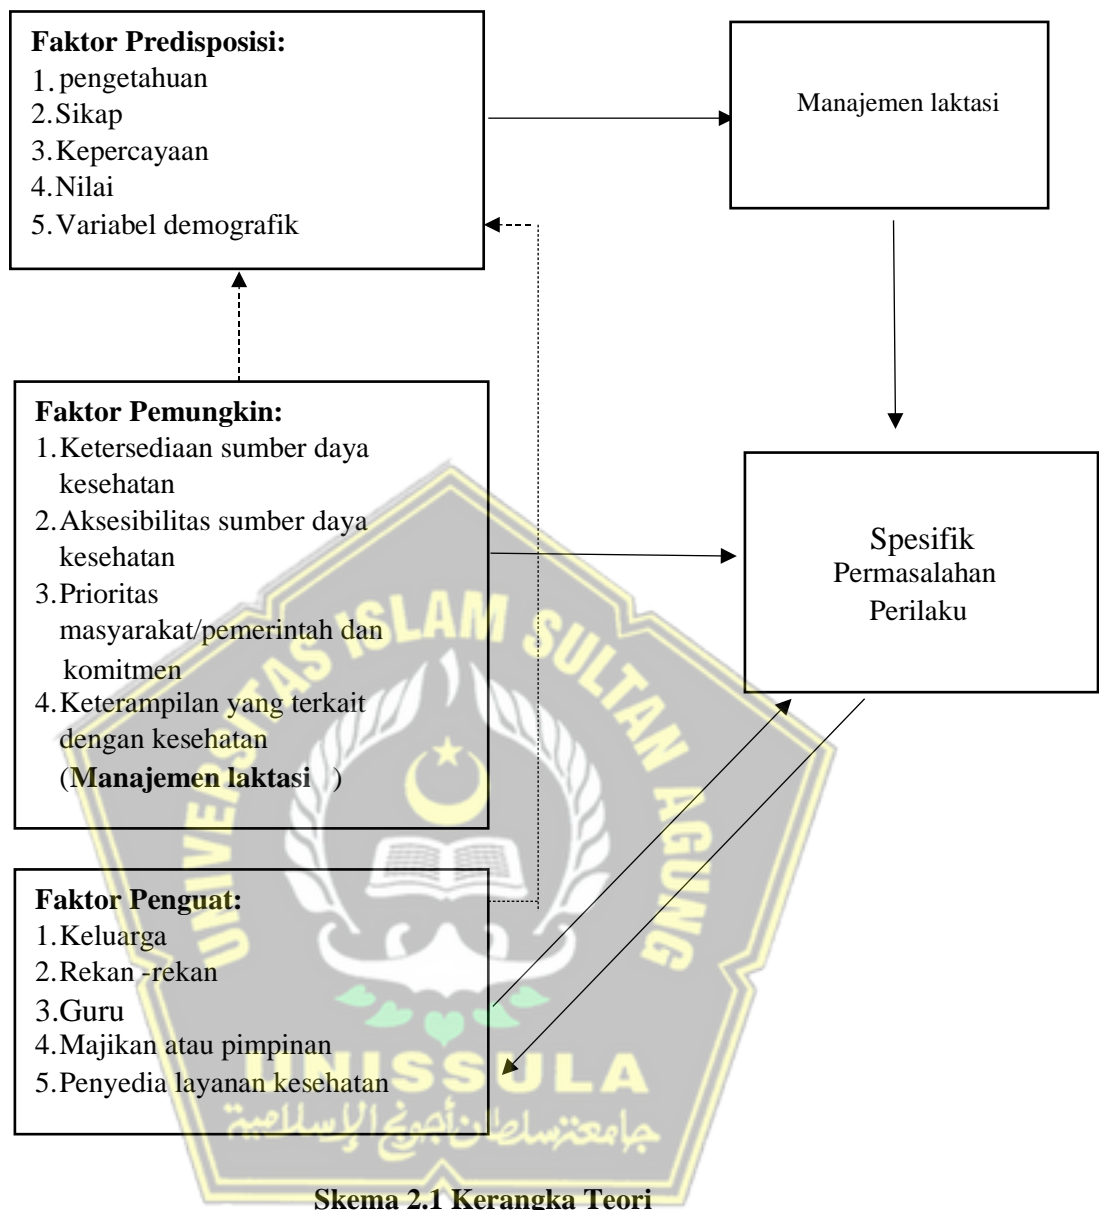 Faktor Predisposisi:
1. pengetahuan
2. Sikap
3. Kepercayaan
4. Nilai
5. Variabel demografik
Manajemen laktasi
Faktor Pemungkin:
1. Ketersediaan sumber daya
kesehatan
2. Aksesibilitas sumber daya
kesehatan
3. Prioritas
masyarakat/pemerintah dan
komitmen
4. Keterampilan yang terkait
dengan kesehatan
(Manajemen laktasi )
Spesifik
Permasalahan
Perilaku
Faktor Penguat:
1. Keluarga
2. Rekan -rekan
3. Guru
4. Majikan atau pimpinan
5. Penyedia layanan kesehatan
UNIVERSITAS ISLAM SULTAN AGUNG
UNISSULA
جامعة سلطان أجونج الإسلامية
Skema 2.1 Kerangka Teori